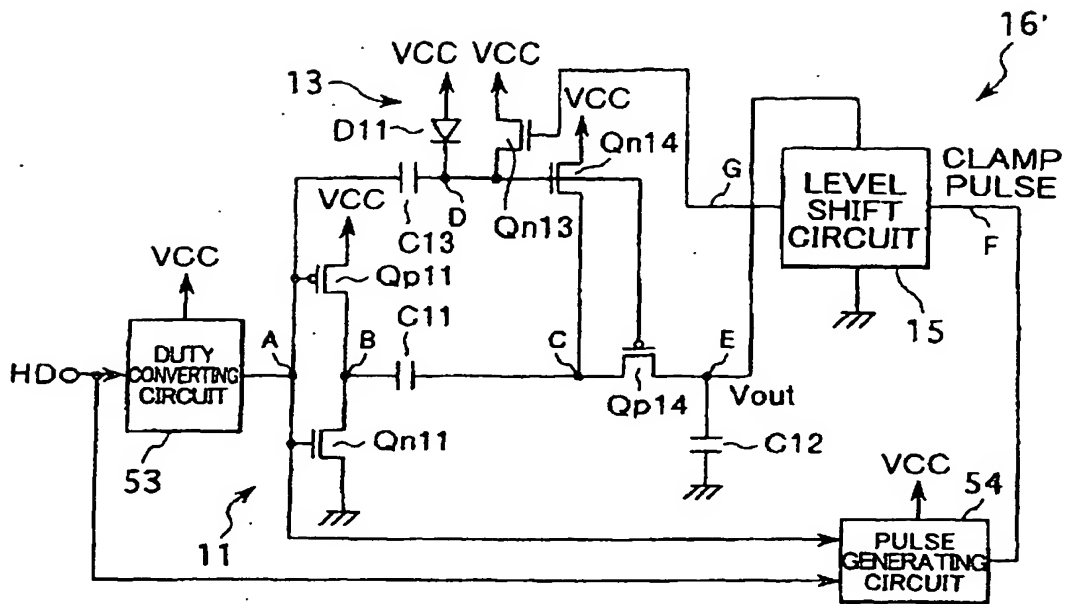 16'
VCC
VCC
13
VCC
D11
Qn14
G
CLAMP
PULSE
LEVEL
SHIFT
CIRCUIT
D
Qn13
VCC
C13
F
VCC
Qp11
C11
15
A
B
C
E
HD
DUTY
CONVERTING
CIRCUIT
Qp14
Vout
Qn11
C12
53
VCC
54
11
PULSE
GENERATING
CIRCUIT